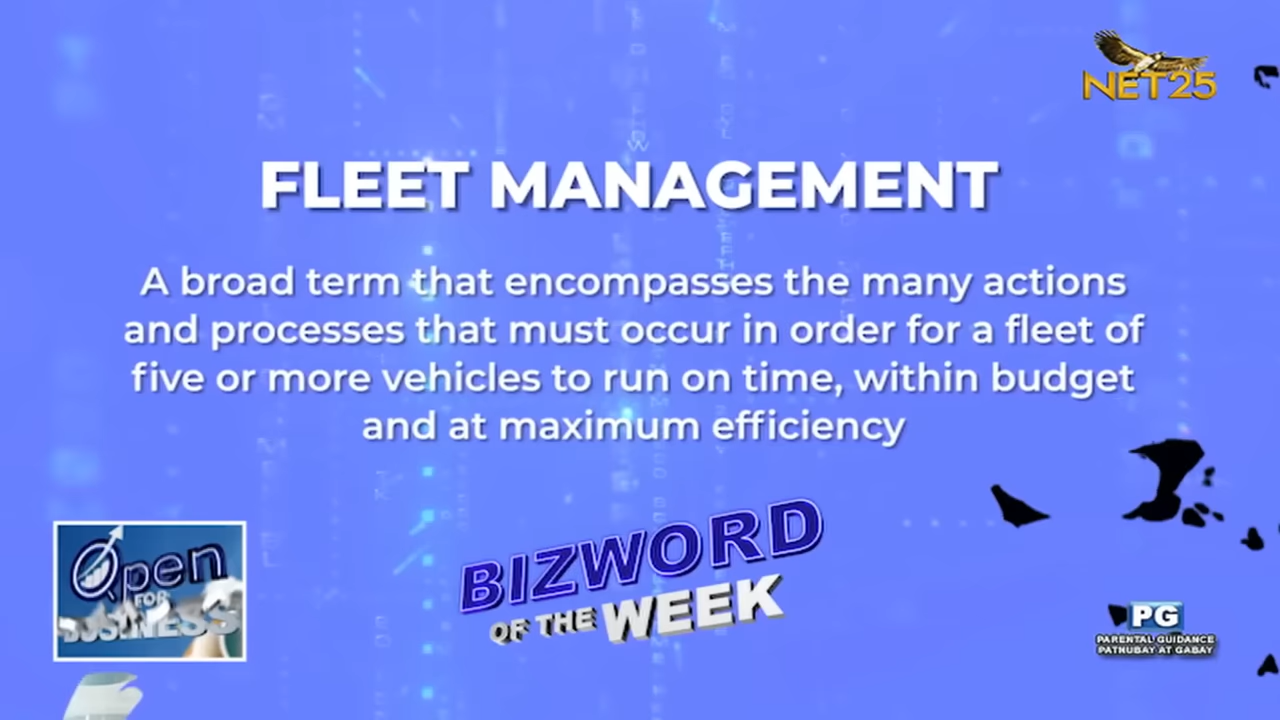 NET25
FLEET MANAGEMENT
A broad term that encompasses the many actions
and processes that must occur in order for a fleet of
five or more vehicles to run on time, within budget
and at maximum efficiency
Open
FOR
BUSINESS
BIZWORD
OF THE WEEK
PG
PARENTAL GUIDANCE
PATNUBAY AT GABAY